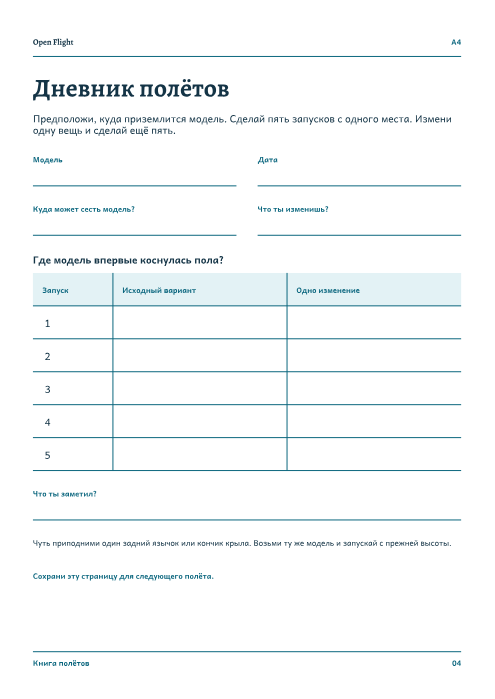 Open Flight
A4
Дневник полётов
Предположи, куда приземлится модель. Сделай пять запусков с одного места. Измени
одну вещь и сделай ещё пять.
Модель
Дата
Куда может сесть модель?
Что ты изменишь?
Где модель впервые коснулась пола?
Запуск
Исходный вариант
Одно изменение
1
2
3
4
5
Что ты заметил?
Чуть приподними один задний язычок или кончик крыла. Возьми ту же модель и запускай с прежней высоты.
Сохрани эту страницу для следующего полёта.
Книга полётов
04